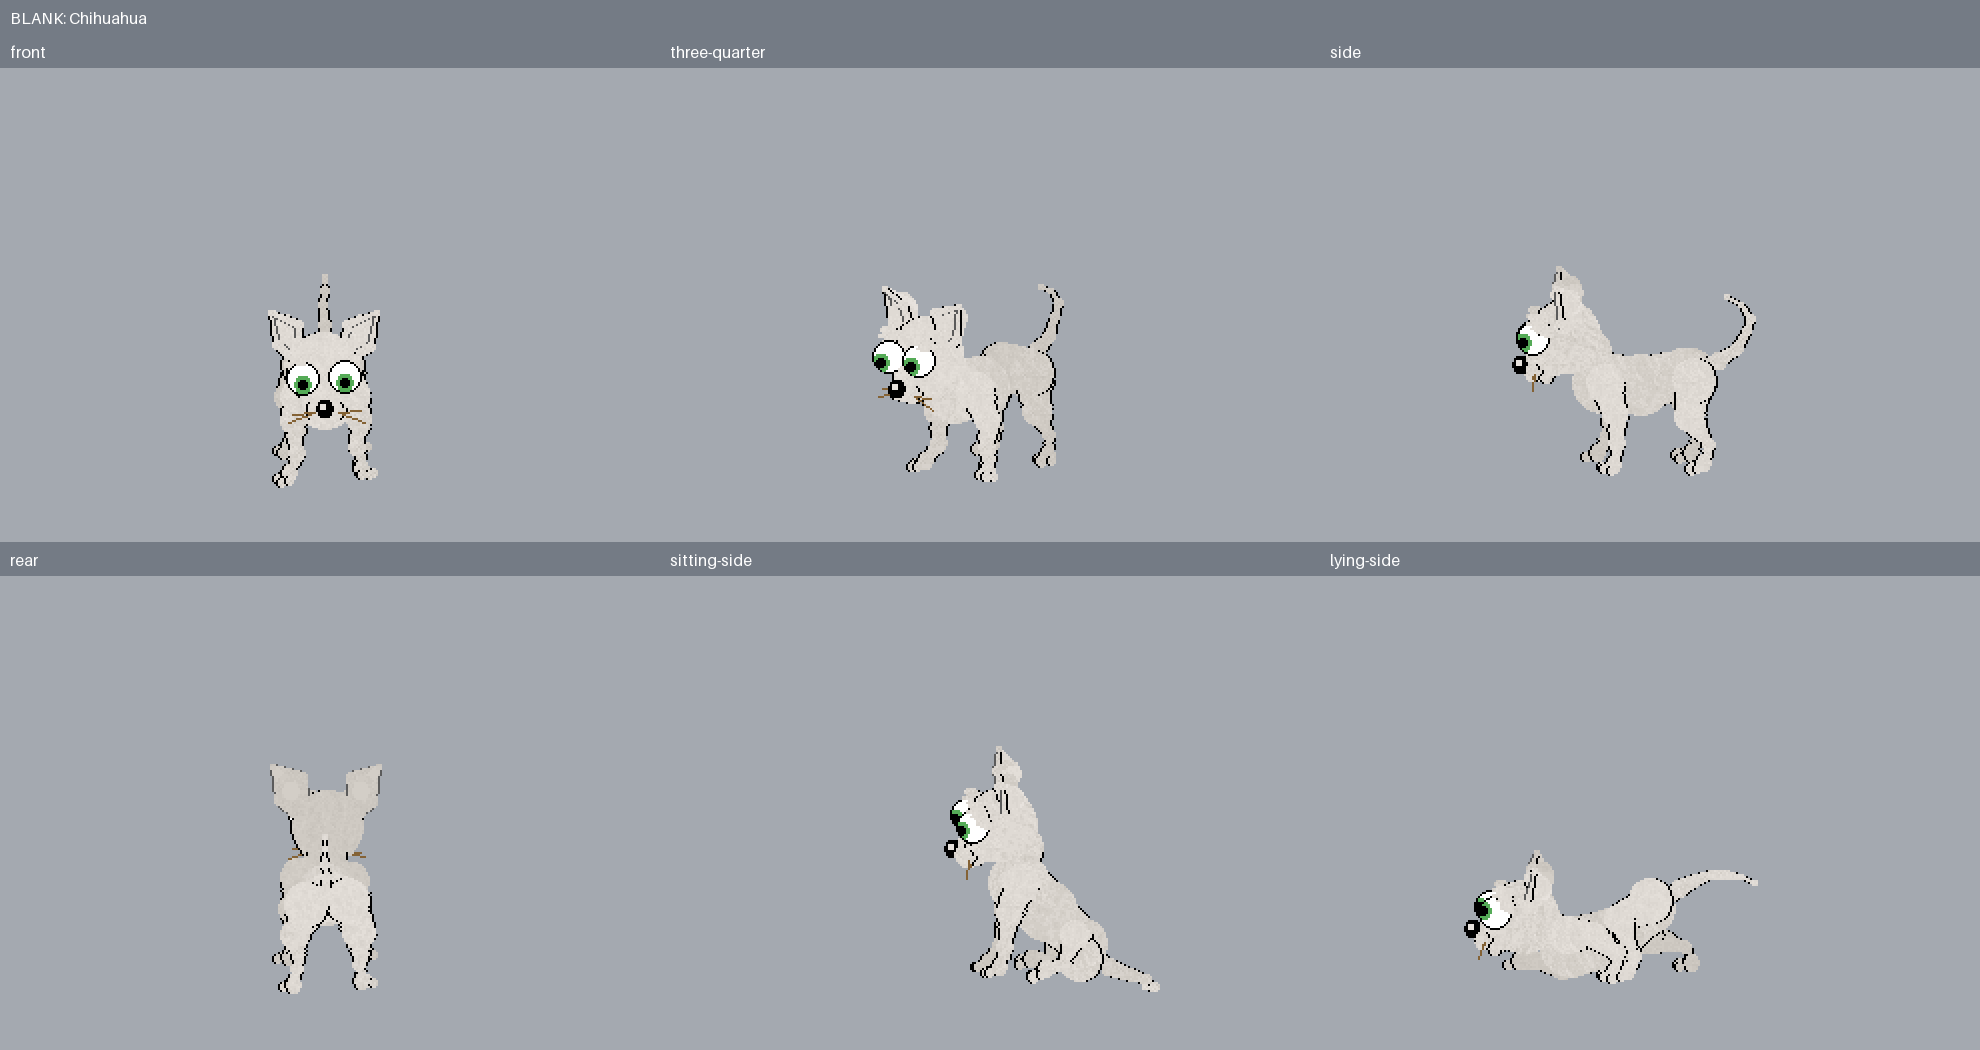 BLANK: Chihuahua
front
three-quarter
side
rear
sitting-side
lying-side